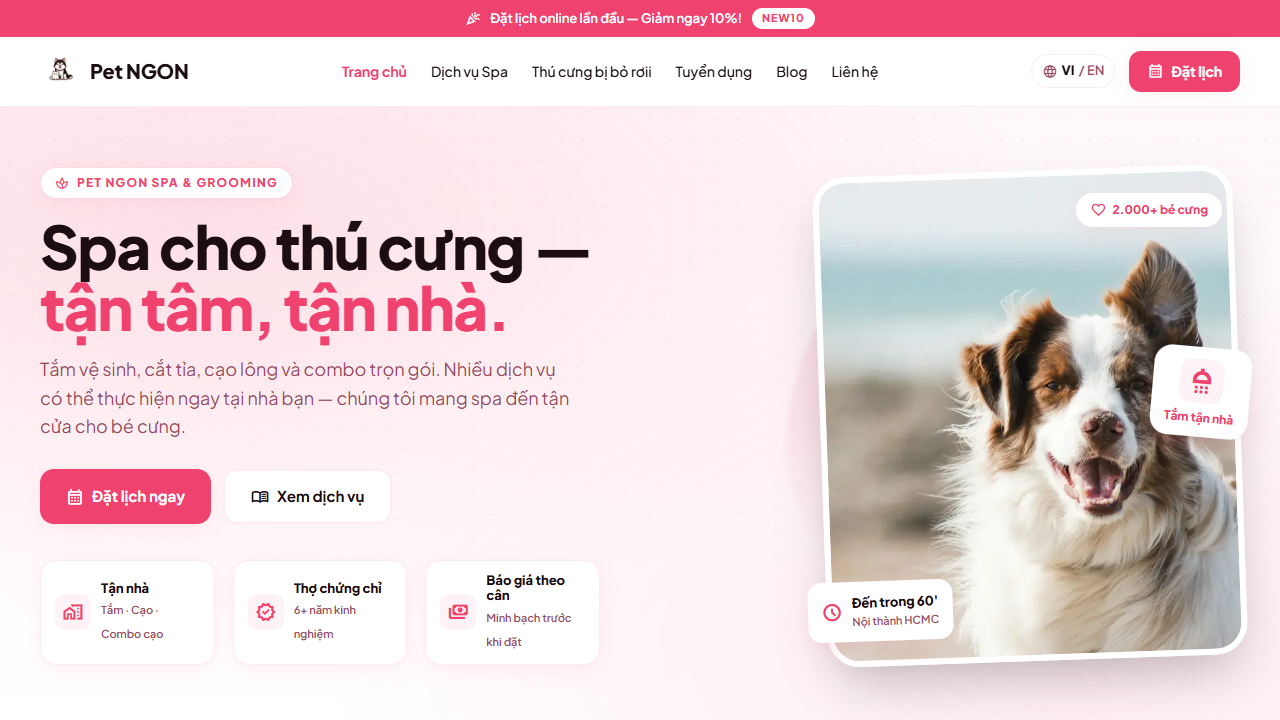 Đặt lịch online lần đầu — Giảm ngay 10%! NEW10
Pet NGON
Trang chủ
Dịch vụ Spa
Thú cưng bị bỏ rơii
Tuyển dụng
Blog
Liên hệ
VI / EN
Đặt lịch
PET NGON SPA & GROOMING
Spa cho thú cưng —
tận tâm, tận nhà.
Tắm vệ sinh, cắt tỉa, cạo lông và combo trọn gói. Nhiều dịch vụ
có thể thực hiện ngay tại nhà bạn — chúng tôi mang spa đến tận
cửa cho bé cưng.
Đặt lịch ngay
Xem dịch vụ
Tận nhà
Tắm · Cạo ·
Combo cạo
Thợ chứng chỉ
6+ năm kinh
nghiệm
Báo giá theo
cân
Minh bạch trước
khi đặt
2.000+ bé cưng
Tắm tận nhà
Đến trong 60'
Nội thành HCMC